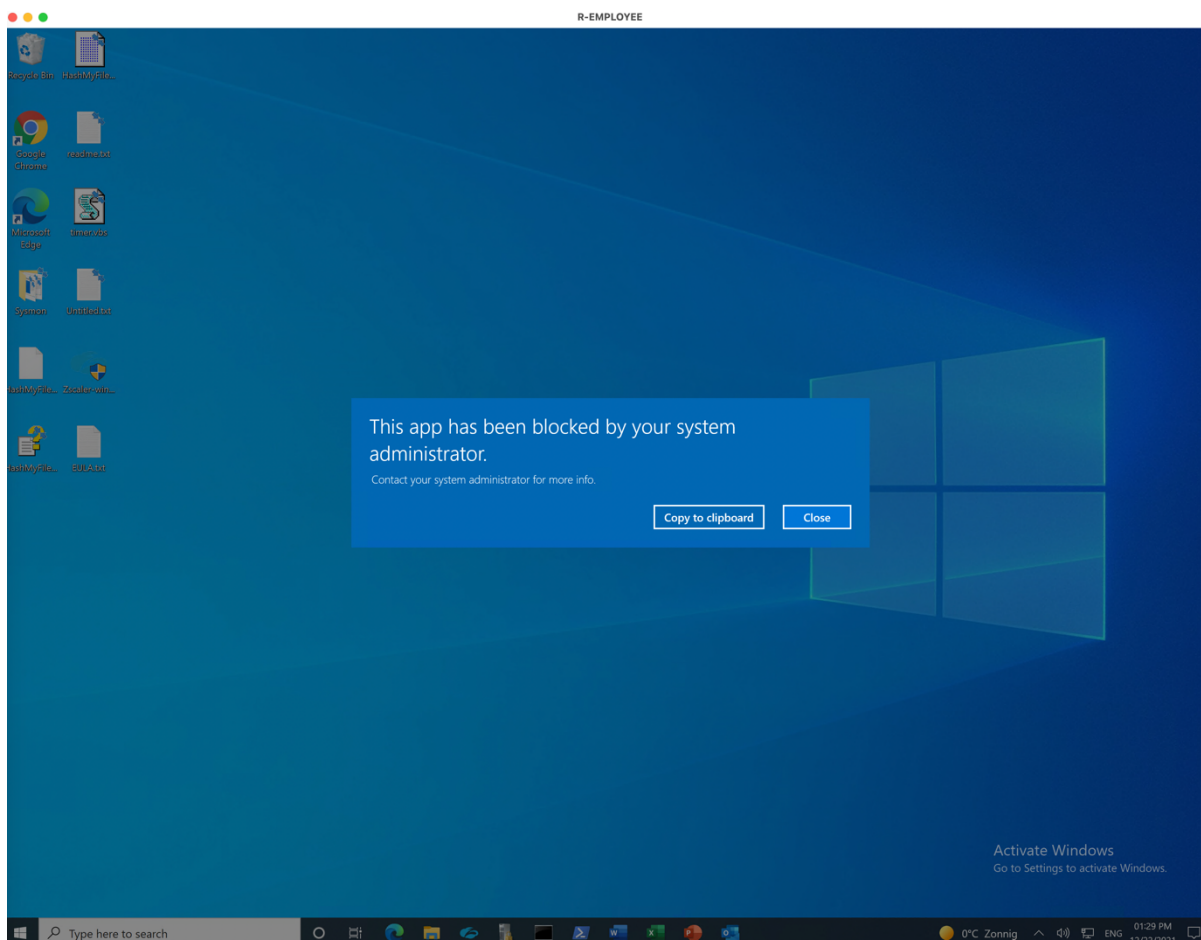 R-EMPLOYEE
Recycle Bin
HashMyFile...
Google
Chrome
readme.txt
Microsoft
Edge
timer.vbs
Sysmon
Untitled.txt
HashMyFile...
Zscaler-win...
HashMyFile...
EULA.txt
This app has been blocked by your system
administrator.
Contact your system administrator for more info.
Copy to clipboard
Close
Activate Windows
Go to Settings to activate Windows.
Type here to search
0°C Zonnig
ENG
01:29 PM